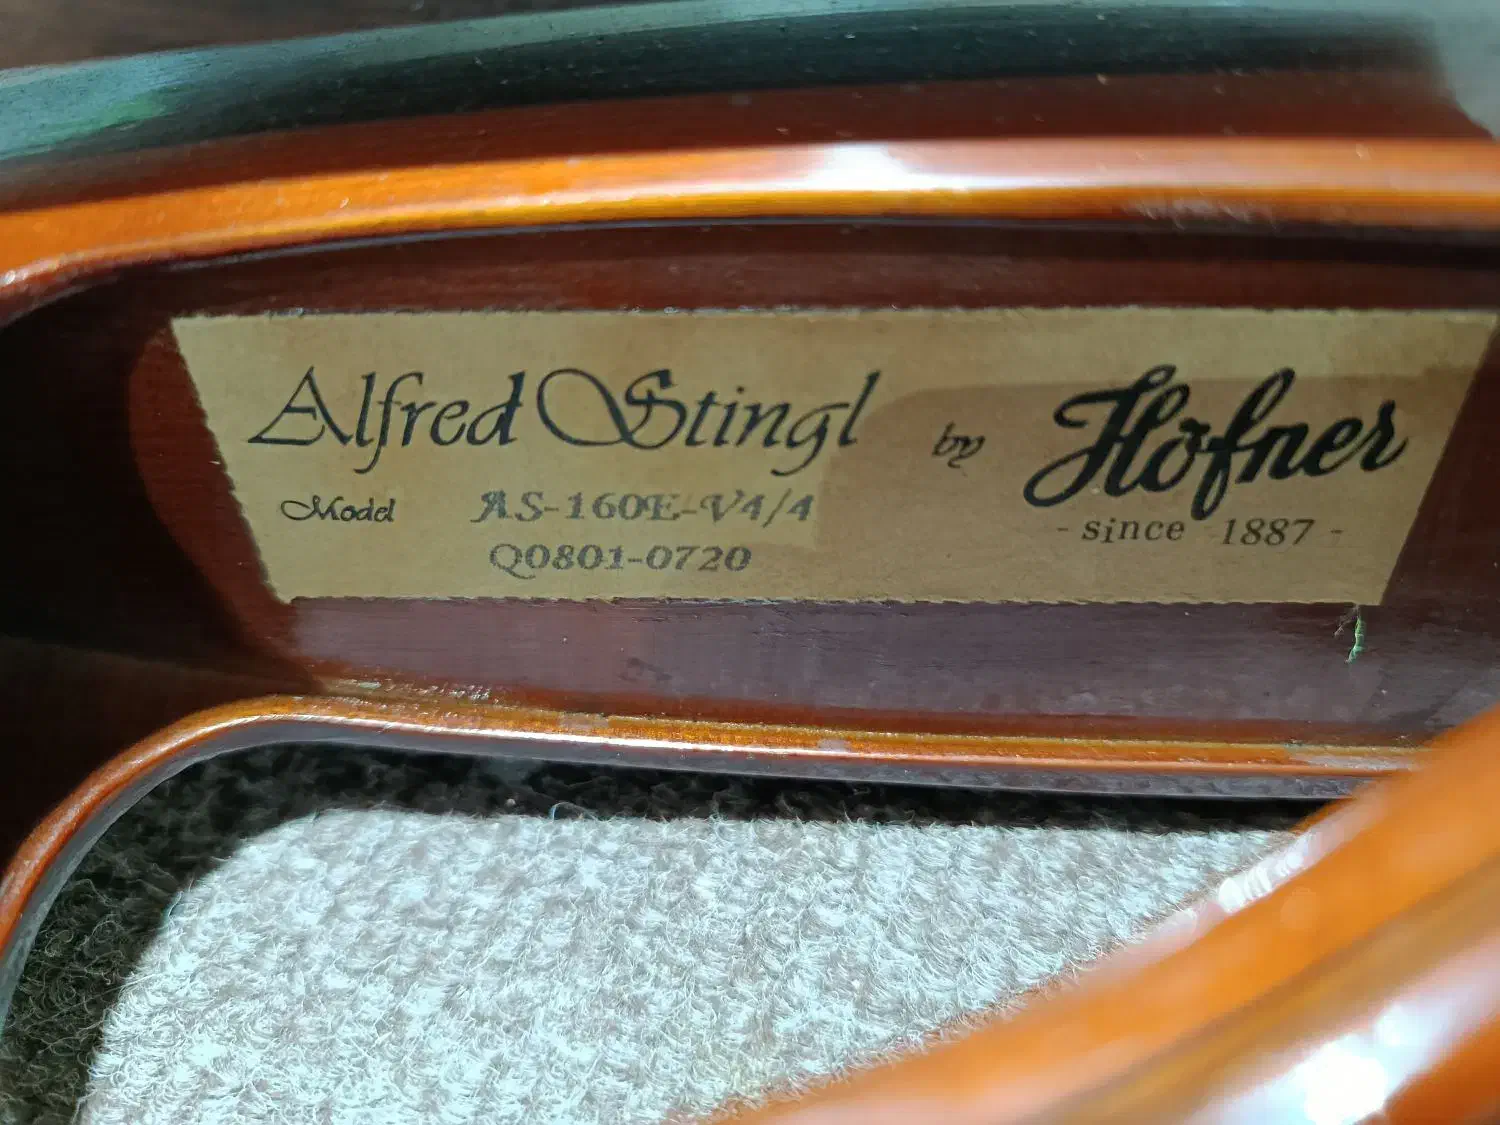 Alfred Stingl by Höfner
Model AS-160E-V4/4
- since 1887 -
Q0801-0720